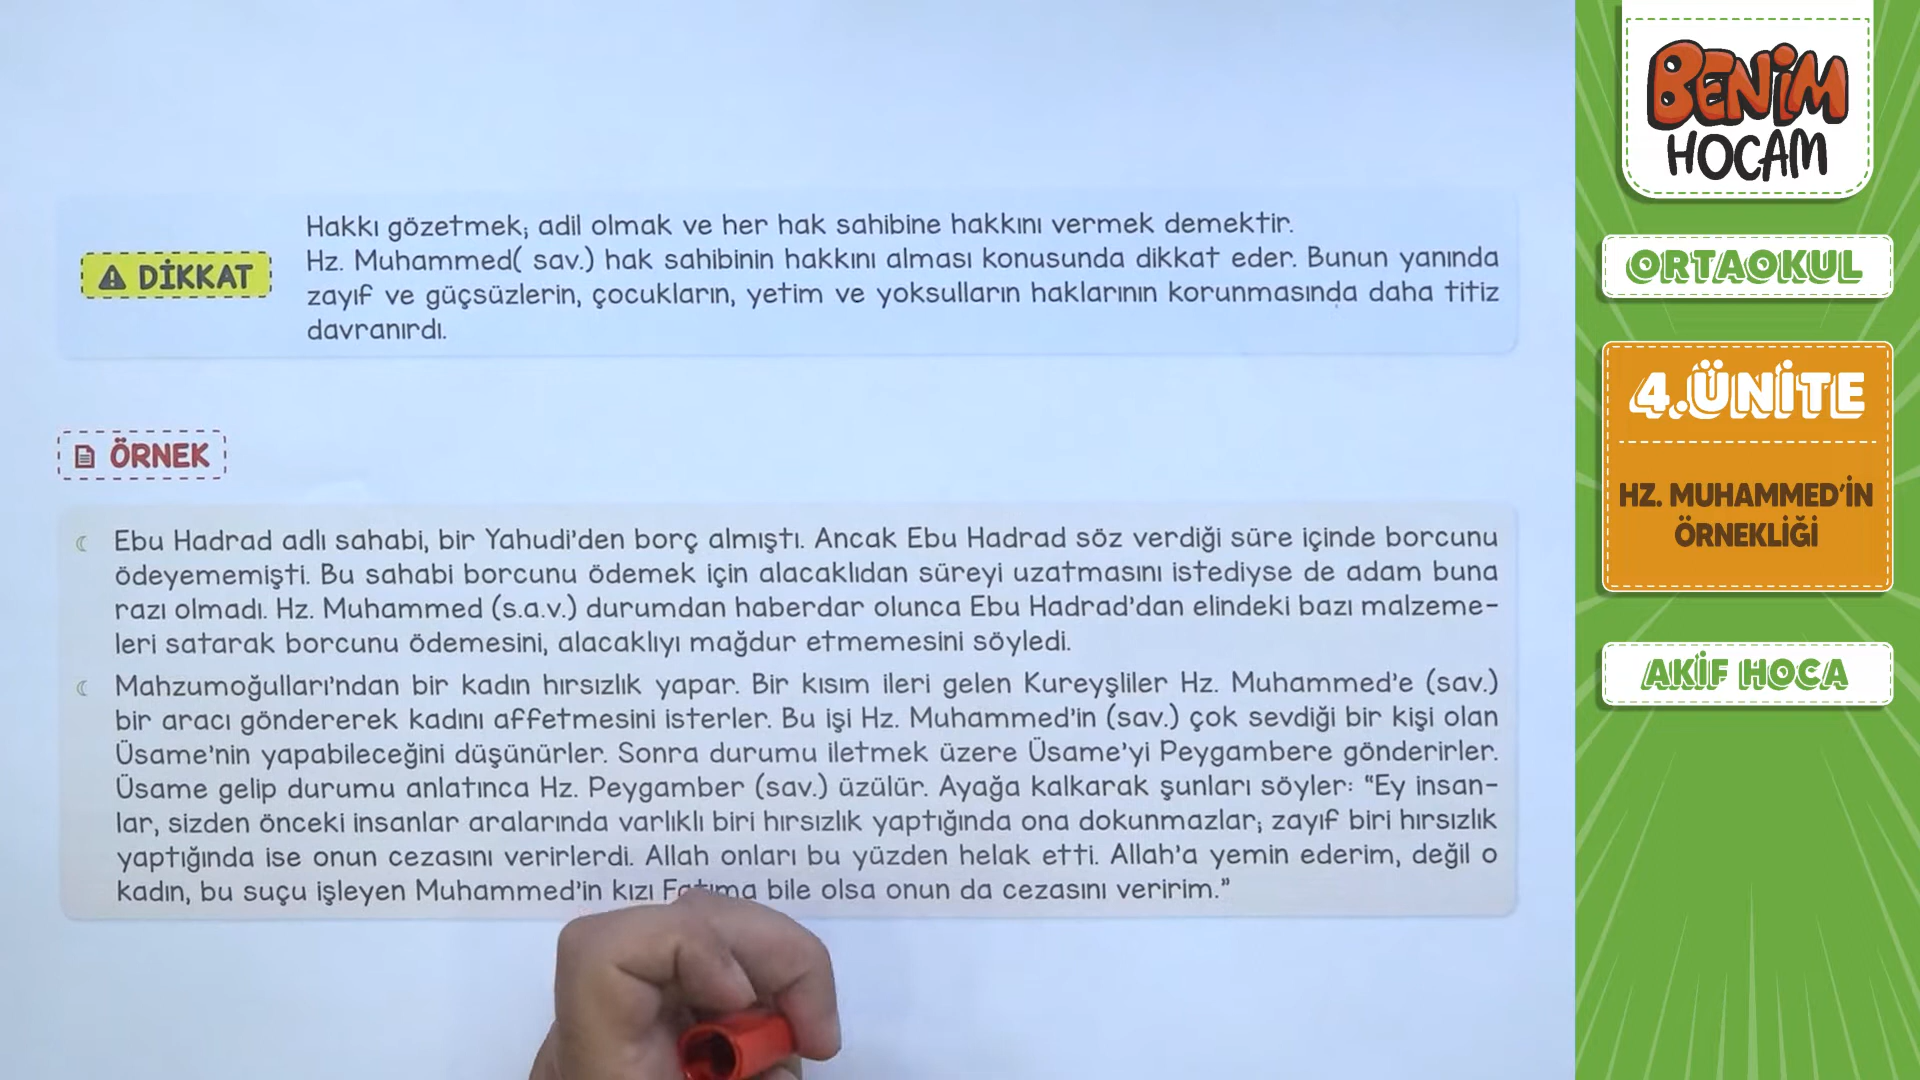 DİKKAT
Hakkı gözetmek; adil olmak ve her hak sahibine hakkını vermek demektir.
Hz. Muhammed( sav.) hak sahibinin hakkını alması konusunda dikkat eder. Bunun yanında
zayıf ve güçsüzlerin, çocukların, yetim ve yoksulların haklarının korunmasında daha titiz
davranırdı.
ÖRNEK
Ebu Hadrad adlı sahabi, bir Yahudi'den borç almıştı. Ancak Ebu Hadrad söz verdiği süre içinde borcunu
ödeyememişti. Bu sahabi borcunu ödemek için alacaklıdan süreyi uzatmasını istediyse de adam buna
razı olmadı. Hz. Muhammed (s.a.v.) durumdan haberdar olunca Ebu Hadrad'dan elindeki bazı malzeme-
leri satarak borcunu ödemesini, alacaklıyı mağdur etmemesini söyledi.
Mahzumoğulları'ndan bir kadın hırsızlık yapar. Bir kısım ileri gelen Kureyşliler Hz. Muhammed'e (sav.)
bir aracı göndererek kadını affetmesini isterler. Bu işi Hz. Muhammed'in (sav.) çok sevdiği bir kişi olan
Üsame'nin yapabileceğini düşünürler. Sonra durumu iletmek üzere Üsame'yi Peygambere gönderirler.
Üsame gelip durumu anlatınca Hz. Peygamber (sav.) üzülür. Ayağa kalkarak şunları söyler: "Ey insan-
lar, sizden önceki insanlar aralarında varlıklı biri hırsızlık yaptığında ona dokunmazlar; zayıf biri hırsızlık
yaptığında ise onun cezasını verirlerdi. Allah onları bu yüzden helak etti. Allah'a yemin ederim, değil o
kadın, bu suçu işleyen Muhammed'in kızı Fatıma bile olsa onun da cezasını veririm."
BENİM
HOCAM
ORTAOKUL
4.ÜNİTE
HZ. MUHAMMED'İN
ÖRNEKLİĞİ
AKİF HOCA